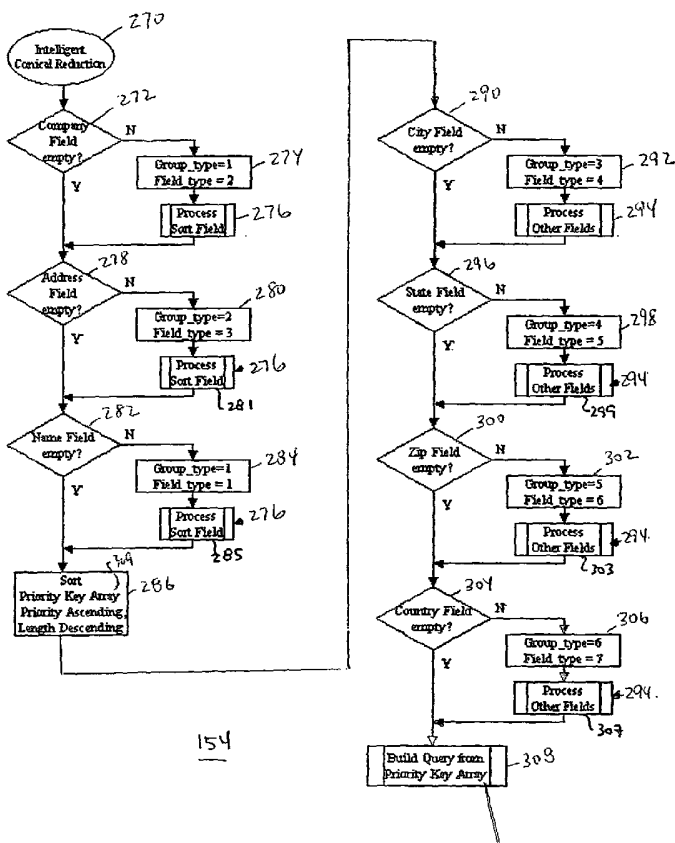 270
Intelligent
Conical Reduction
272
Company
Field
empty?
N
Y
Group_type=1
Field_type = 2
274
Process
Sort Field
276
278
Address
Field
empty?
N
Y
Group_type=2
Field_type = 3
280
Process
Sort Field
276
281
282
Name Field
empty?
N
Y
Group_type=1
Field_type = 1
284
Process
Sort Field
276
285
309
Sort
Priority Key Array
Priority Ascending,
Length Descending
286
290
City Field
empty?
N
Y
Group_type=3
Field_type = 4
292
Process
Other Fields
294
296
State Field
empty?
N
Y
Group_type=4
Field_type = 5
298
Process
Other Fields
294
299
300
Zip Field
empty?
N
Y
Group_type=5
Field_type = 6
302
Process
Other Fields
294.
303
304
Country Field
empty?
N
Y
Group_type=6
Field_type = 7
306
Process
Other Fields
294.
307
Build Query from
Priority Key Array
308
154